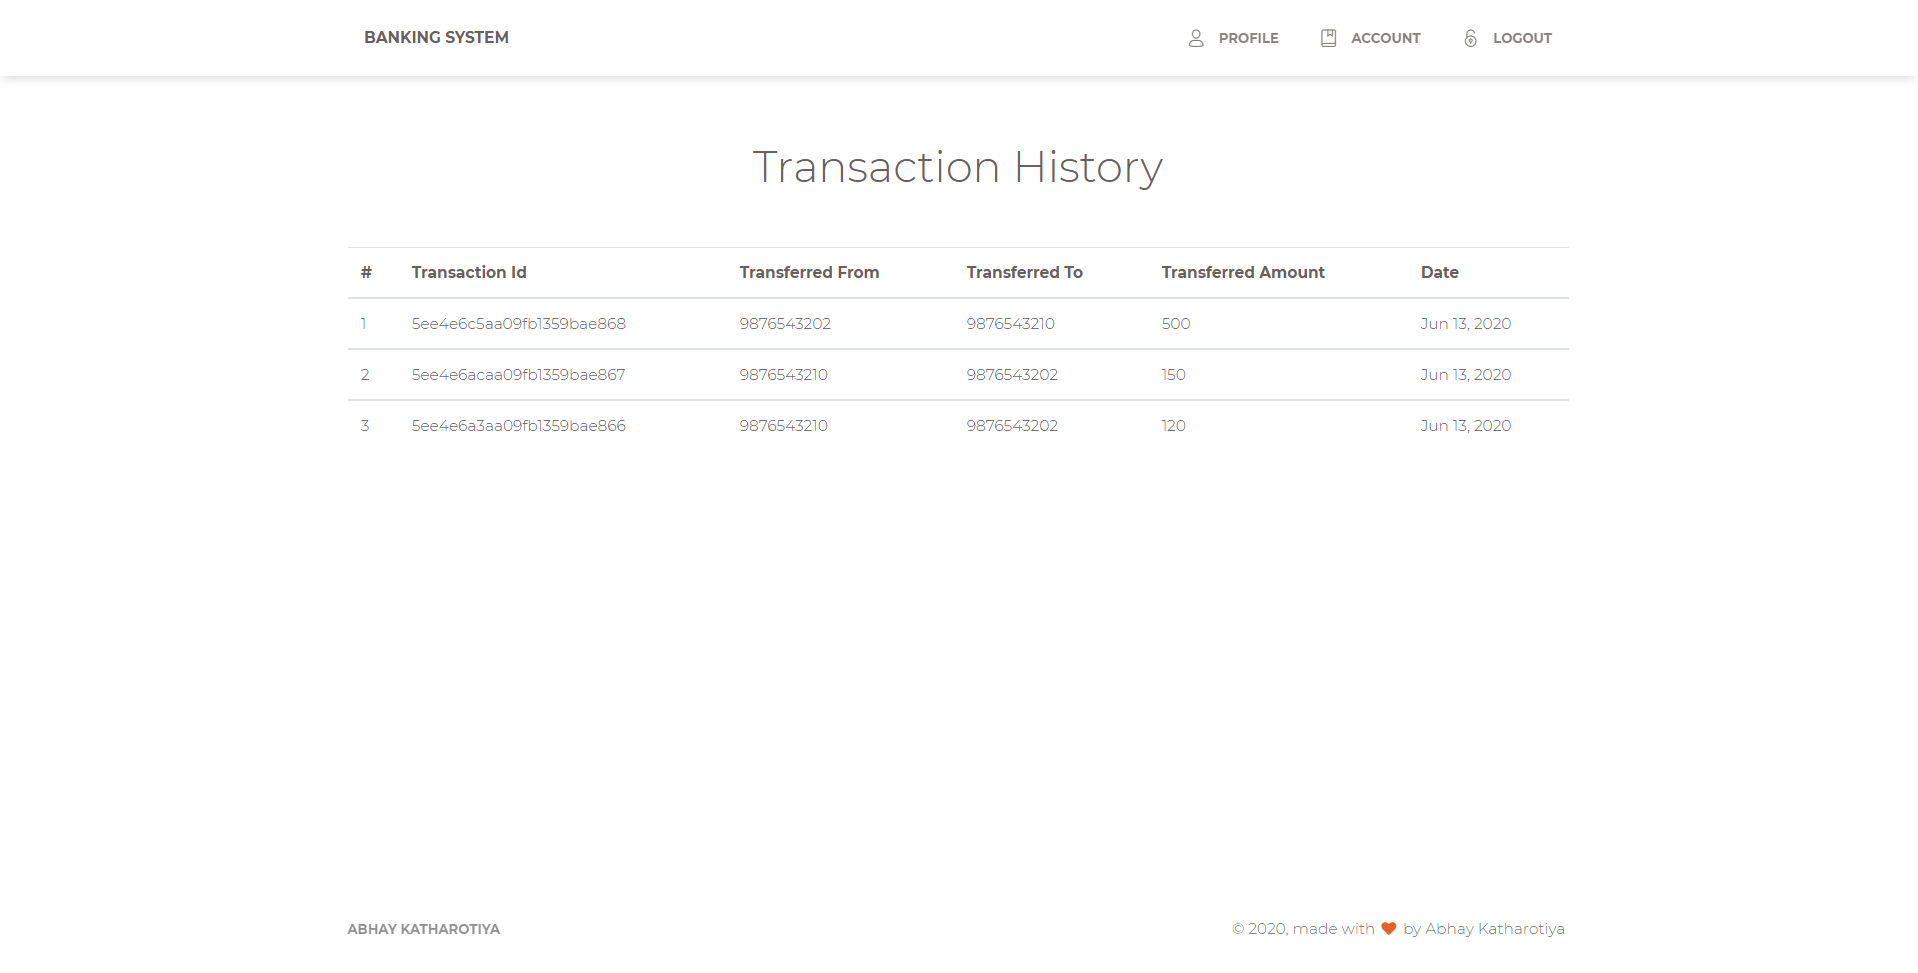 BANKING SYSTEM PROFILE ACCOUNT LOGOUT
Transaction History
# Transaction Id Transferred From Transferred To Transferred Amount Date
1 5ee4e6c5aa09fb1359bae868 9876543202 9876543210 500 Jun 13, 2020
2 5ee4e6acaa09fb1359bae867 9876543210 9876543202 150 Jun 13, 2020
3 5ee4e6a3aa09fb1359bae866 9876543210 9876543202 120 Jun 13, 2020
ABHAY KATHAROTIYA © 2020, made with by Abhay Katharotiya